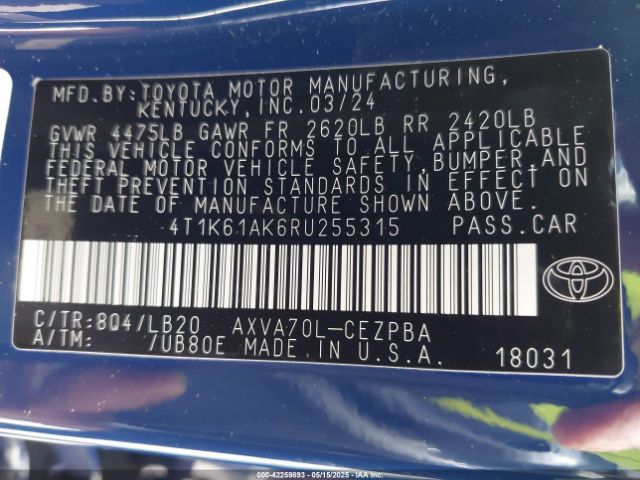 MFD.BY:TOYOTA MOTOR MANUFACTURING,
KENTUCKY,INC.03/24
GVWR 4475LB GAWR FR 2620LB RR 2420LB
THIS VEHICLE CONFORMS TO ALL APPLICABLE
FEDERAL MOTOR VEHICLE SAFETY,BUMPER,AND
THEFT PREVENTION STANDARDS IN EFFECT ON
THE DATE OF MANUFACTURE SHOWN ABOVE.
4T1K61AK6RU255315 PASS.CAR
C/TR:8Q4/LB20 AXVA70L-CEZPBA
A/TM: /UB80E MADE IN U.S.A. 18031
AXX - 42259893 - 05/15/2025 - IAAI.COM